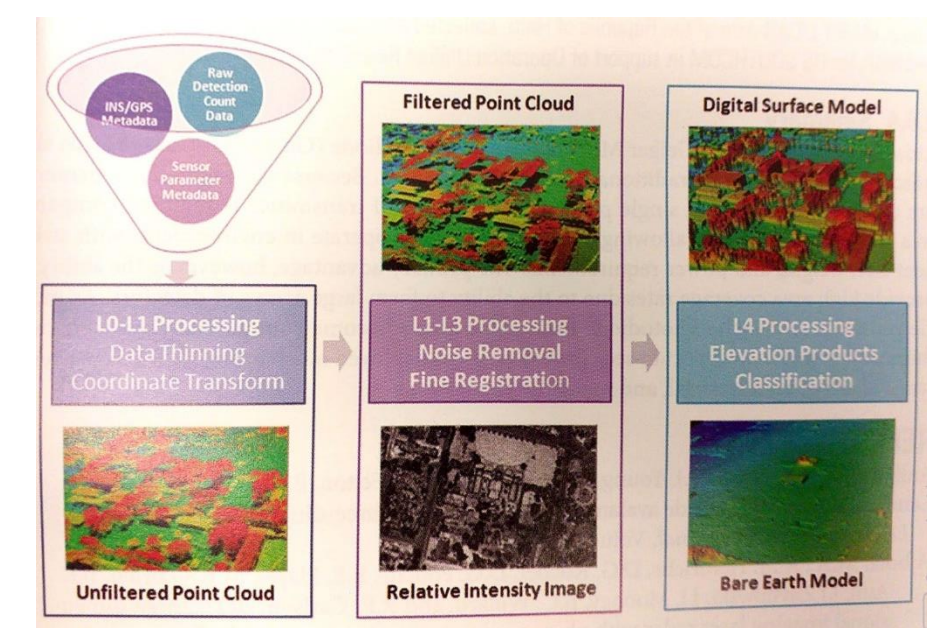 INS/GPS
Metadata
Raw
Detection
Count
Data
Sensor
Parameter
Metadata
L0-L1 Processing
Data Thinning
Coordinate Transform
Unfiltered Point Cloud
Filtered Point Cloud
L1-L3 Processing
Noise Removal
Fine Registration
Relative Intensity Image
Digital Surface Model
L4 Processing
Elevation Products
Classification
Bare Earth Model